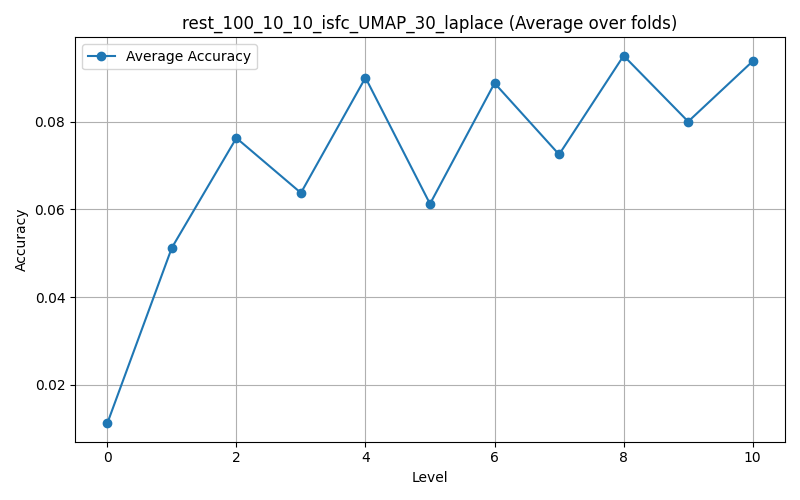 rest_100_10_10_isfc_UMAP_30_laplace (Average over folds)
Average Accuracy
0.08
0.06
0.04
0.02
Accuracy
0 2 4 6 8 10
Level